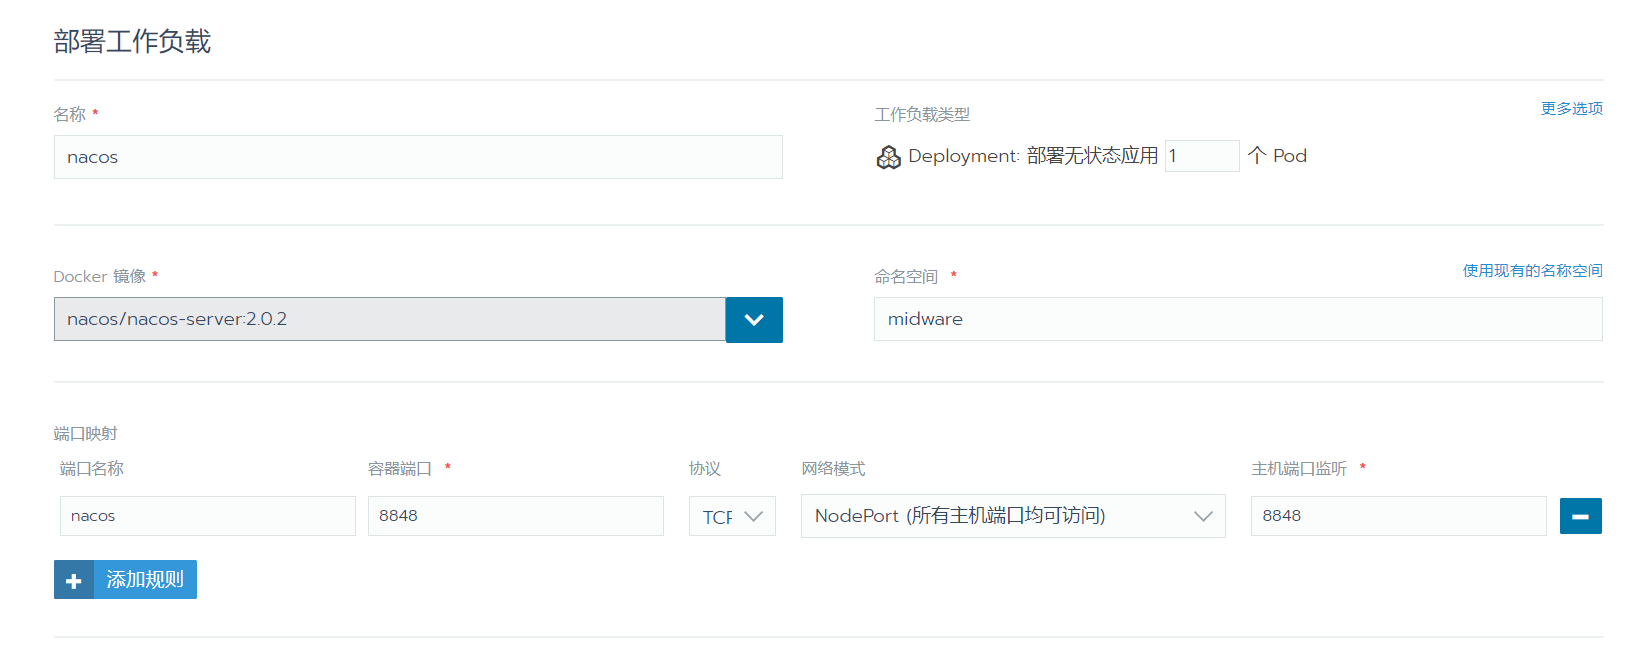 部署工作负载
名称 *
工作负载类型
更多选项
nacos
Deployment: 部署无状态应用 1 个 Pod
Docker 镜像 *
命名空间 *
使用现有的名称空间
nacos/nacos-server:2.0.2
midware
端口映射
端口名称 容器端口 * 协议 网络模式 主机端口监听 *
nacos 8848 TCP NodePort (所有主机端口均可访问) 8848
添加规则